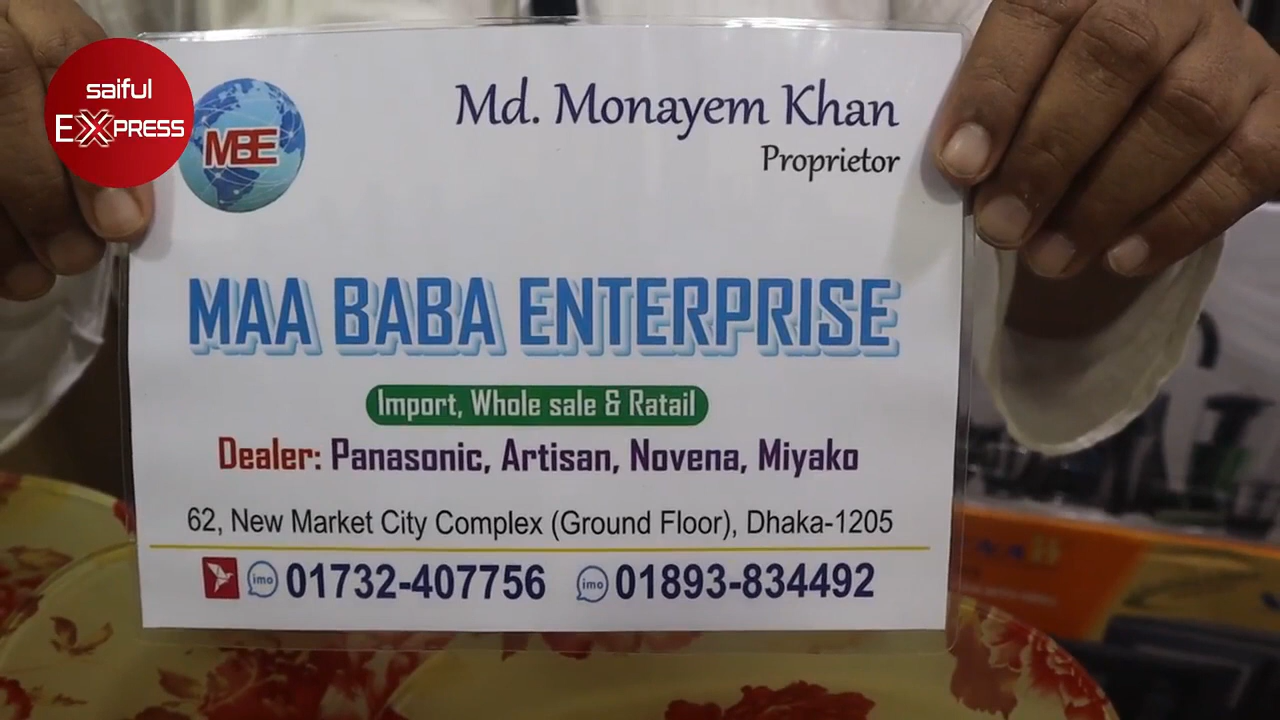 saiful
EXPRESS
MBE
Md. Monayem Khan
Proprietor
MAA BABA ENTERPRISE
Import, Whole sale & Ratail
Dealer: Panasonic, Artisan, Novena, Miyako
62, New Market City Complex (Ground Floor), Dhaka-1205
imo 01732-407756 imo 01893-834492